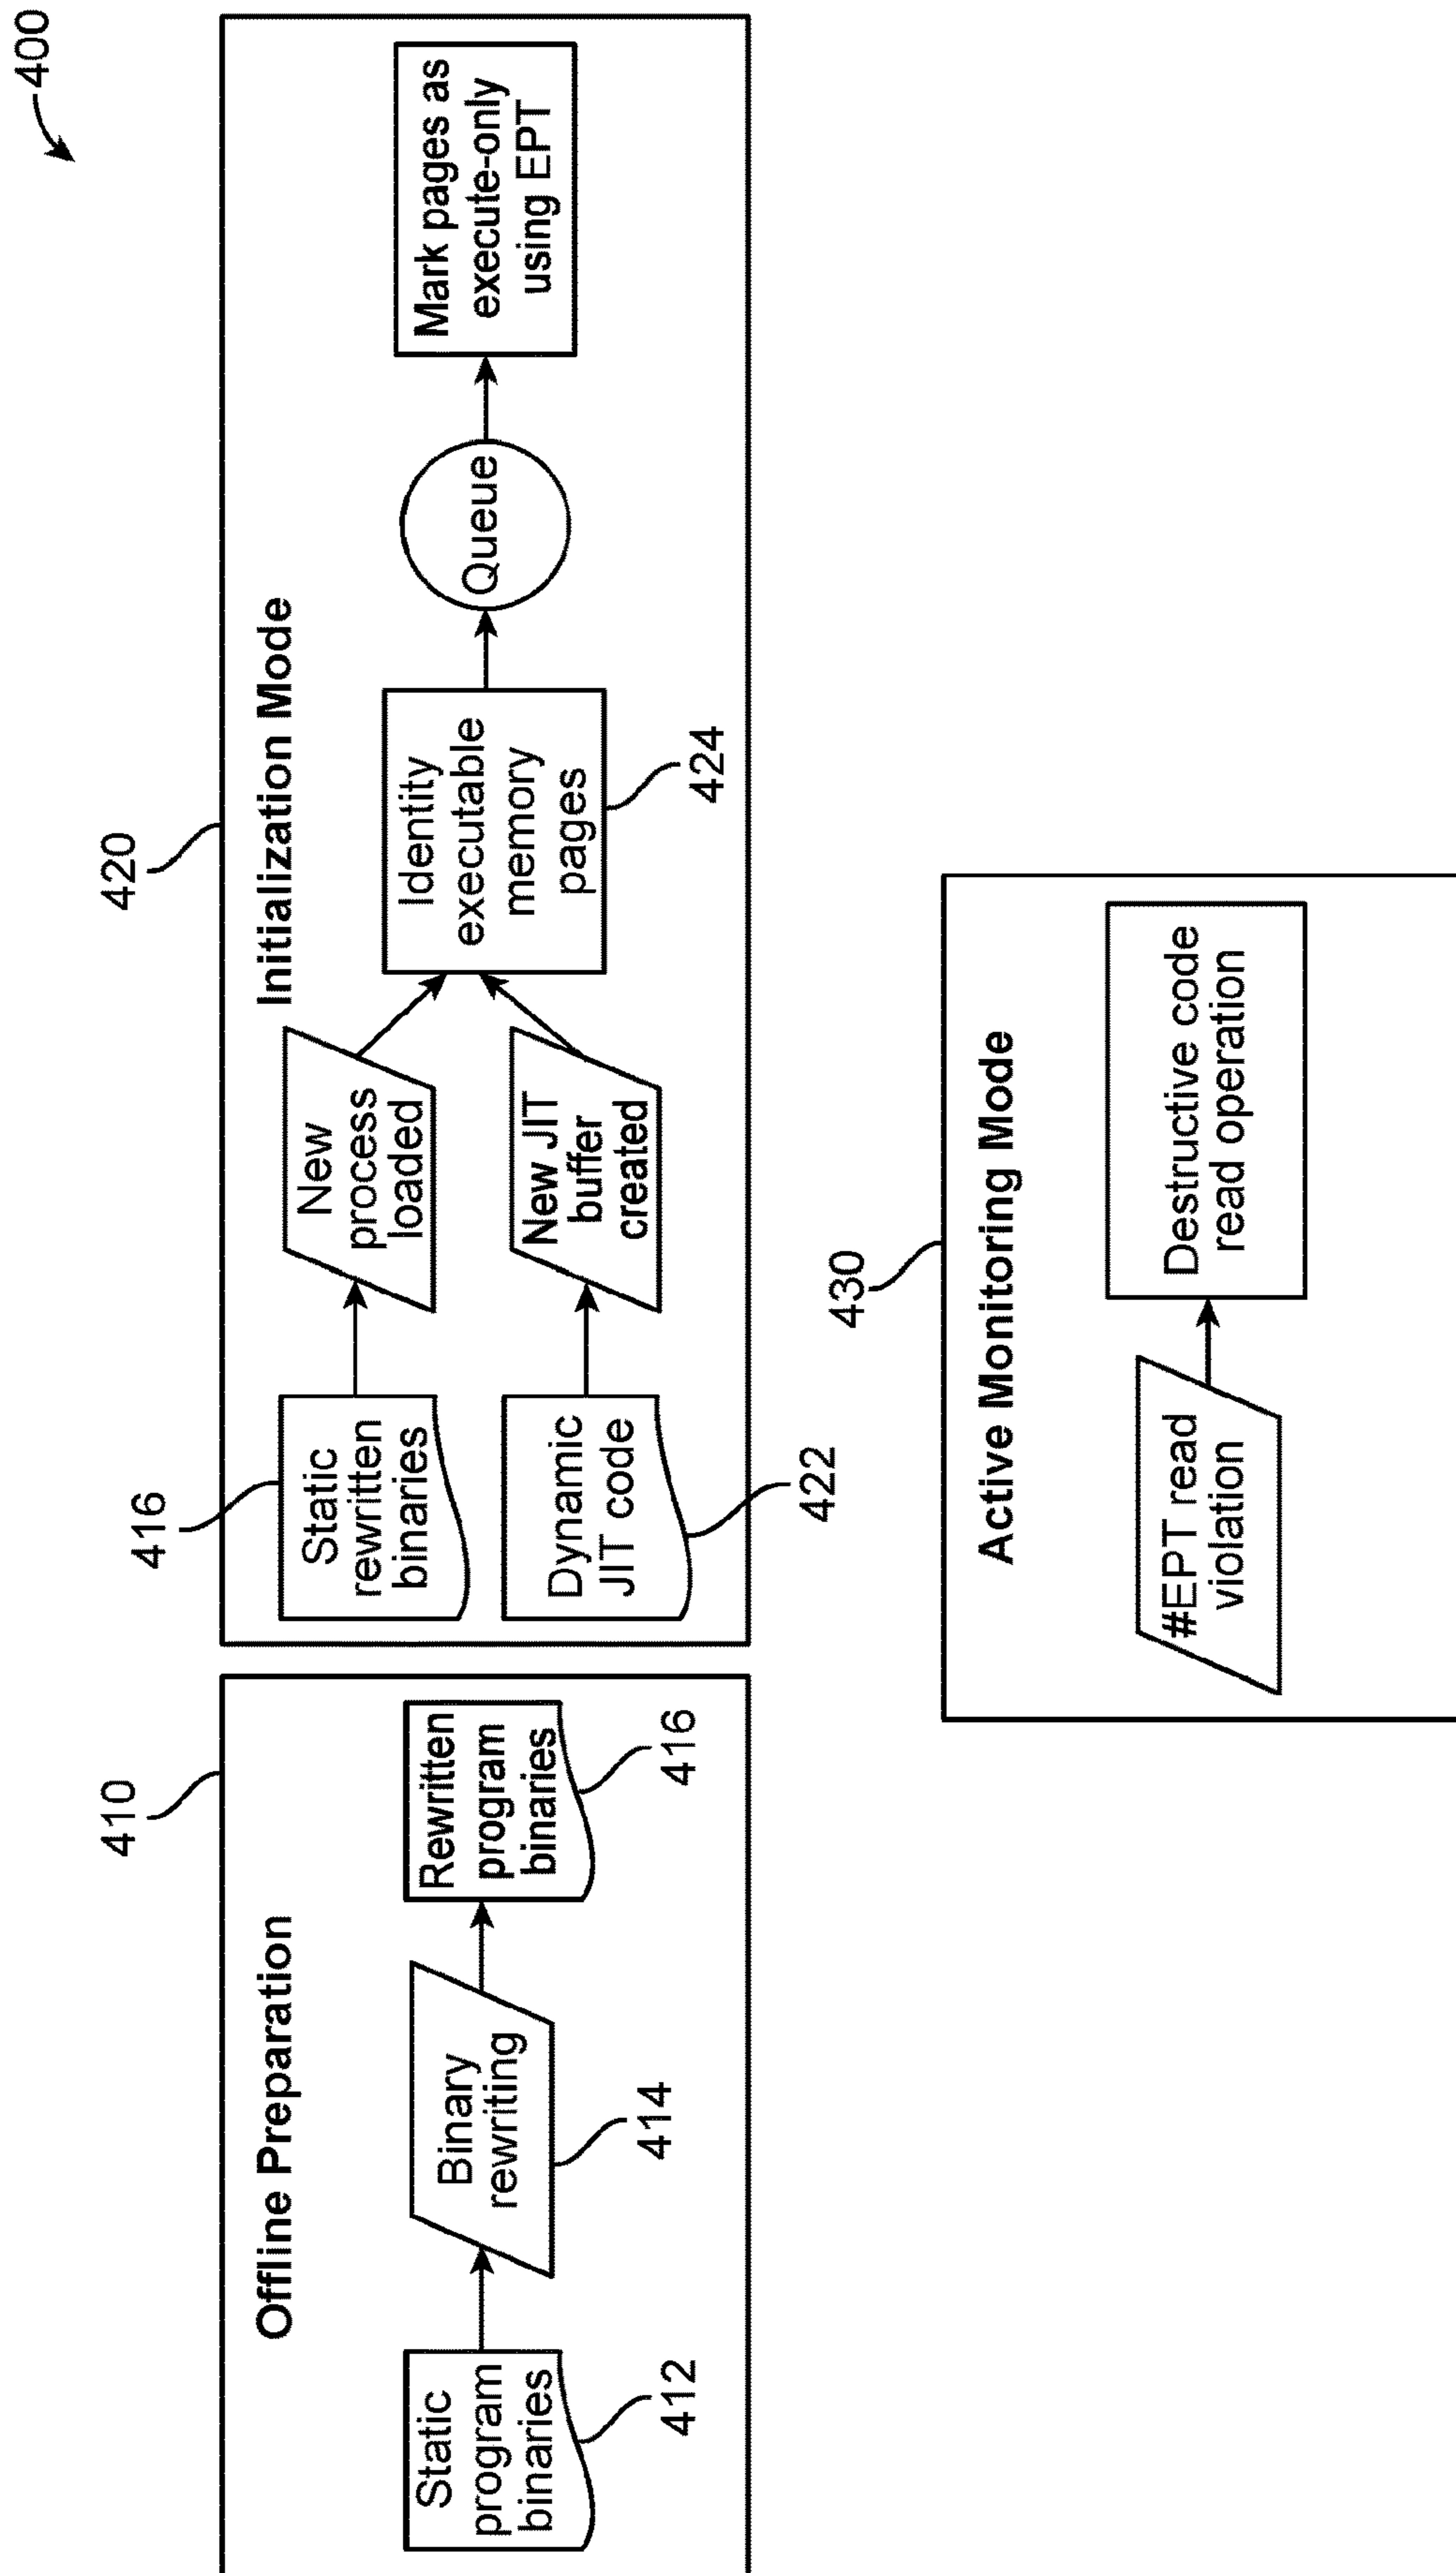 400
410
Offline Preparation
Static
program
binaries
412
Binary
rewriting
414
Rewritten
program
binaries
416
420
Initialization Mode
416
Static
rewritten
binaries
New
process
loaded
Dynamic
JIT code
422
New JIT
buffer
created
Identity
executable
memory
pages
424
Queue
Mark pages as
execute-only
using EPT
430
Active Monitoring Mode
#EPT read
violation
Destructive code
read operation